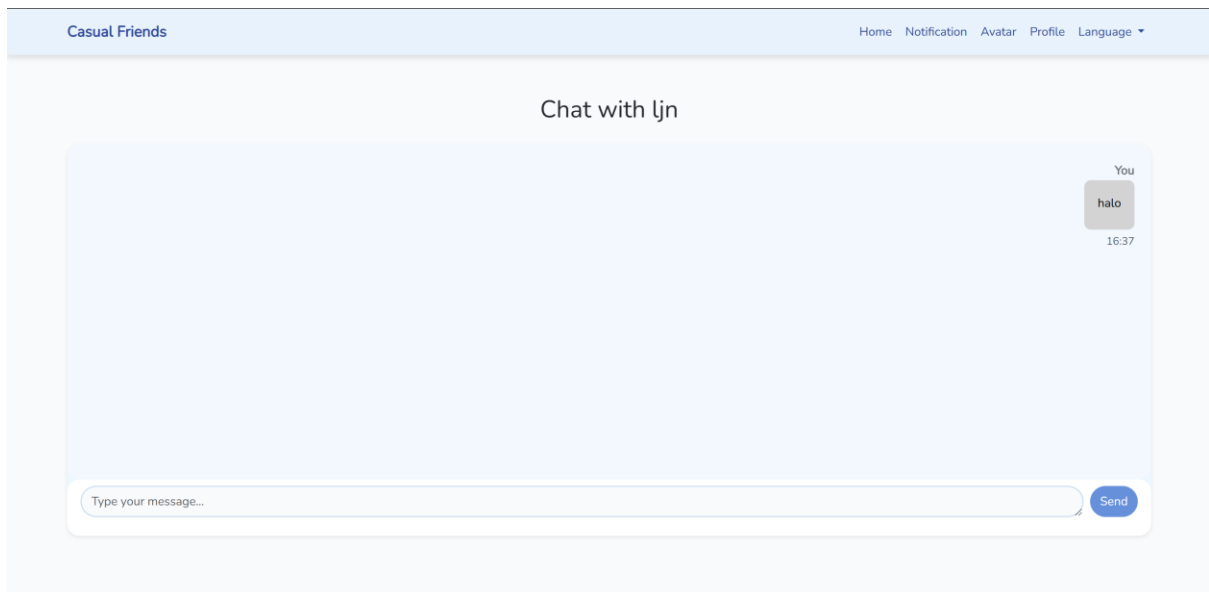 Casual Friends Home Notification Avatar Profile Language
Chat with ljn
You
halo
16:37
Type your message... Send